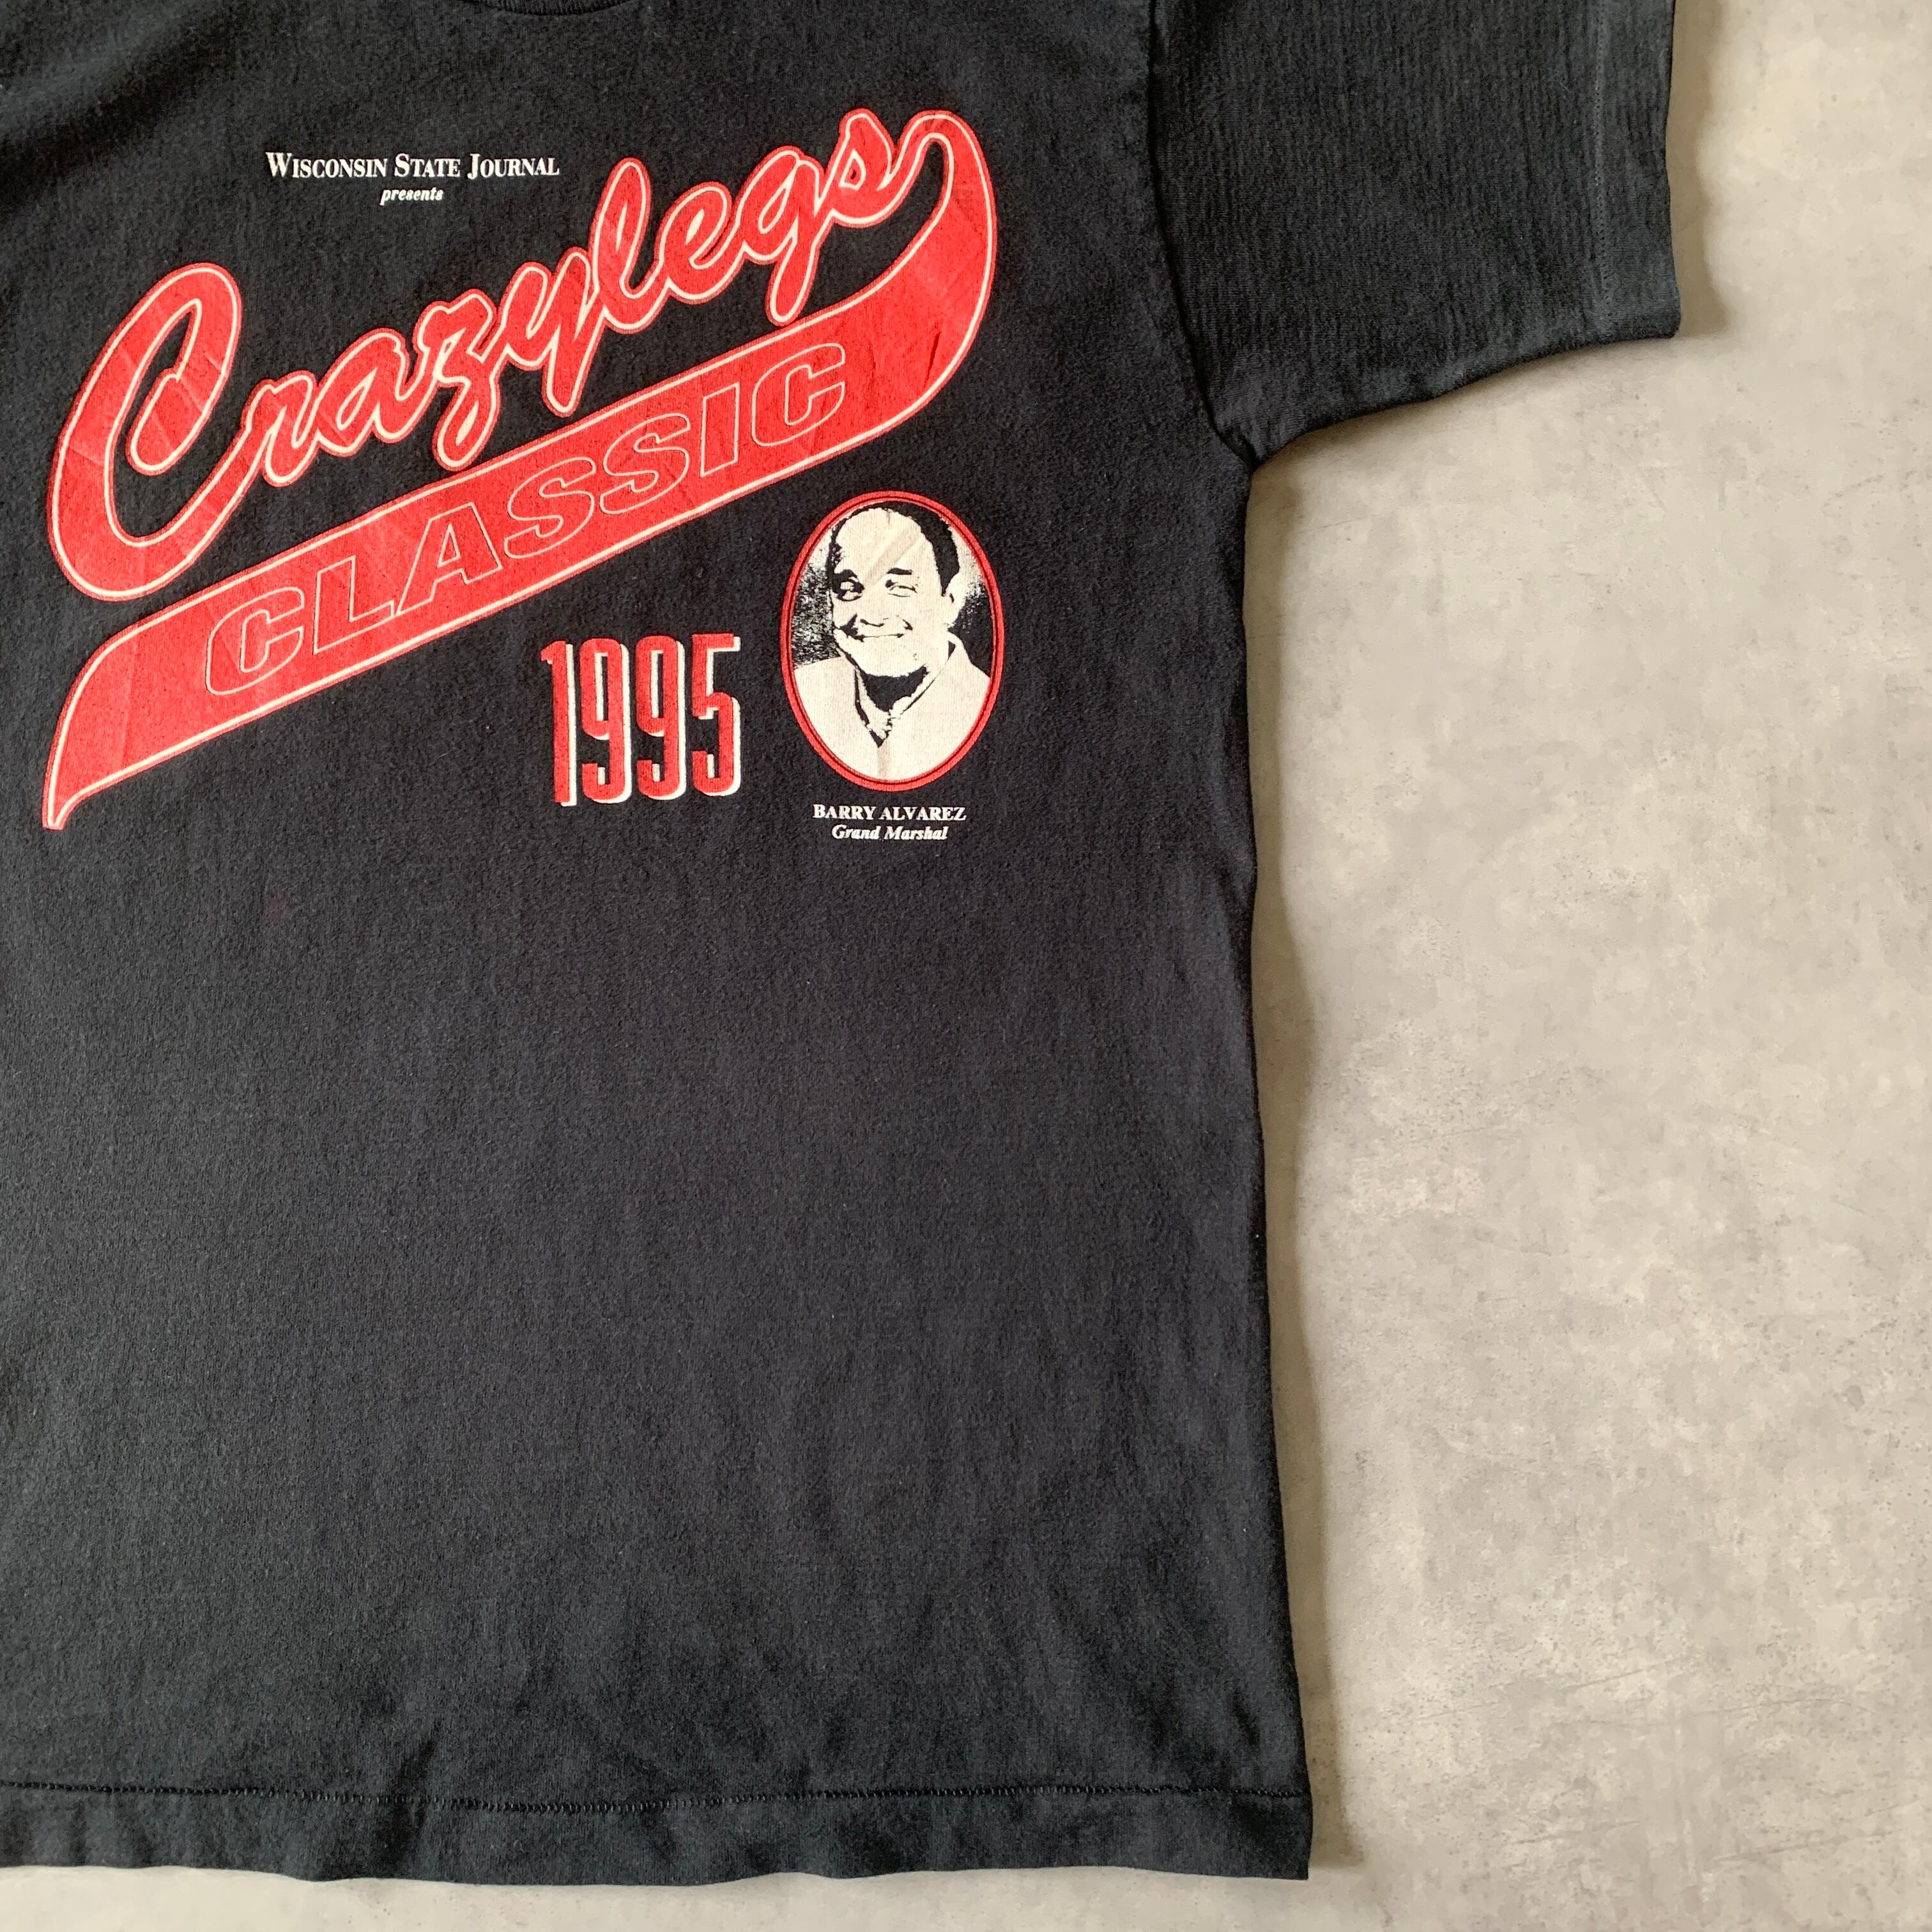 WISCONSIN STATE JOURNAL
presents
Crazylegs
CLASSIC
1995
BARRY ALVAREZ
Grand Marshal